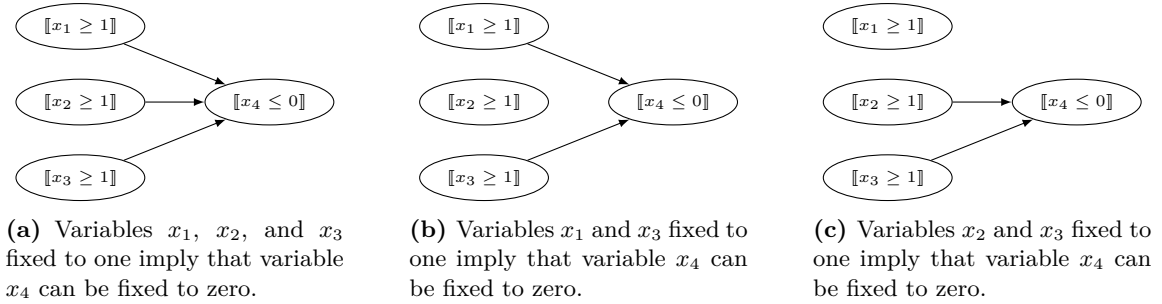 ⟦x₁ ≥ 1⟧
⟦x₂ ≥ 1⟧
⟦x₄ ≤ 0⟧
⟦x₃ ≥ 1⟧
(a) Variables x₁, x₂, and x₃
fixed to one imply that variable
x₄ can be fixed to zero.
⟦x₁ ≥ 1⟧
⟦x₂ ≥ 1⟧
⟦x₄ ≤ 0⟧
⟦x₃ ≥ 1⟧
(b) Variables x₁ and x₃ fixed to
one imply that variable x₄ can
be fixed to zero.
⟦x₁ ≥ 1⟧
⟦x₂ ≥ 1⟧
⟦x₄ ≤ 0⟧
⟦x₃ ≥ 1⟧
(c) Variables x₂ and x₃ fixed to
one imply that variable x₄ can
be fixed to zero.